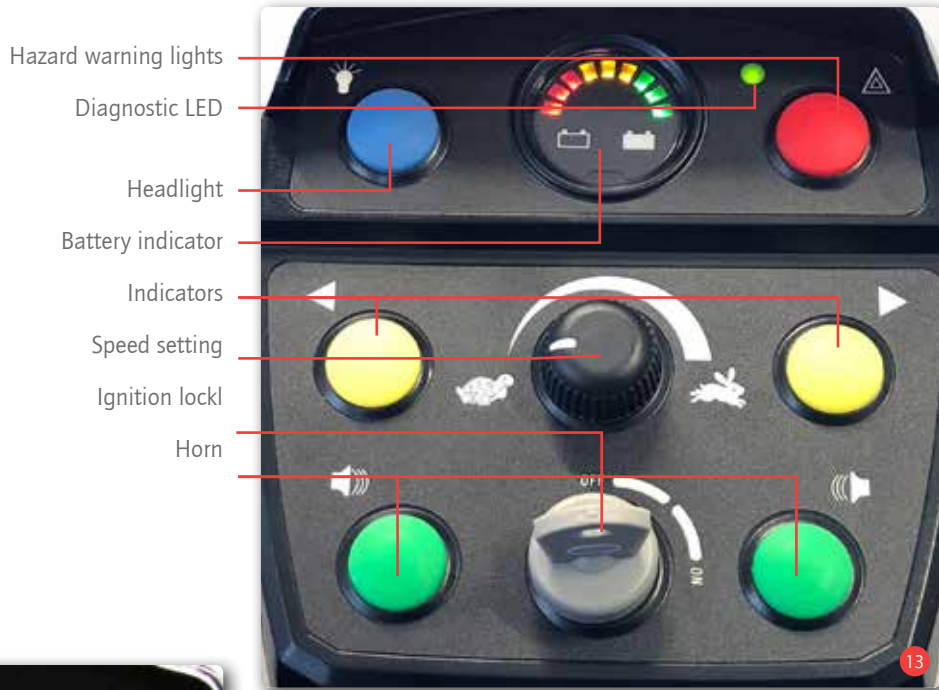 Hazard warning lights
Diagnostic LED
Headlight
Battery indicator
Indicators
Speed setting
Ignition lockl
Horn
OFF
ON
13